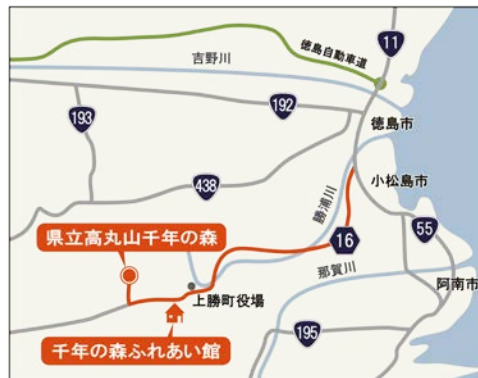 11
徳島自動車道
吉野川
192
193
徳島市
438
勝浦川
小松島市
県立高丸山千年の森
16
55
那賀川
上勝町役場
阿南市
千年の森ふれあい館
195